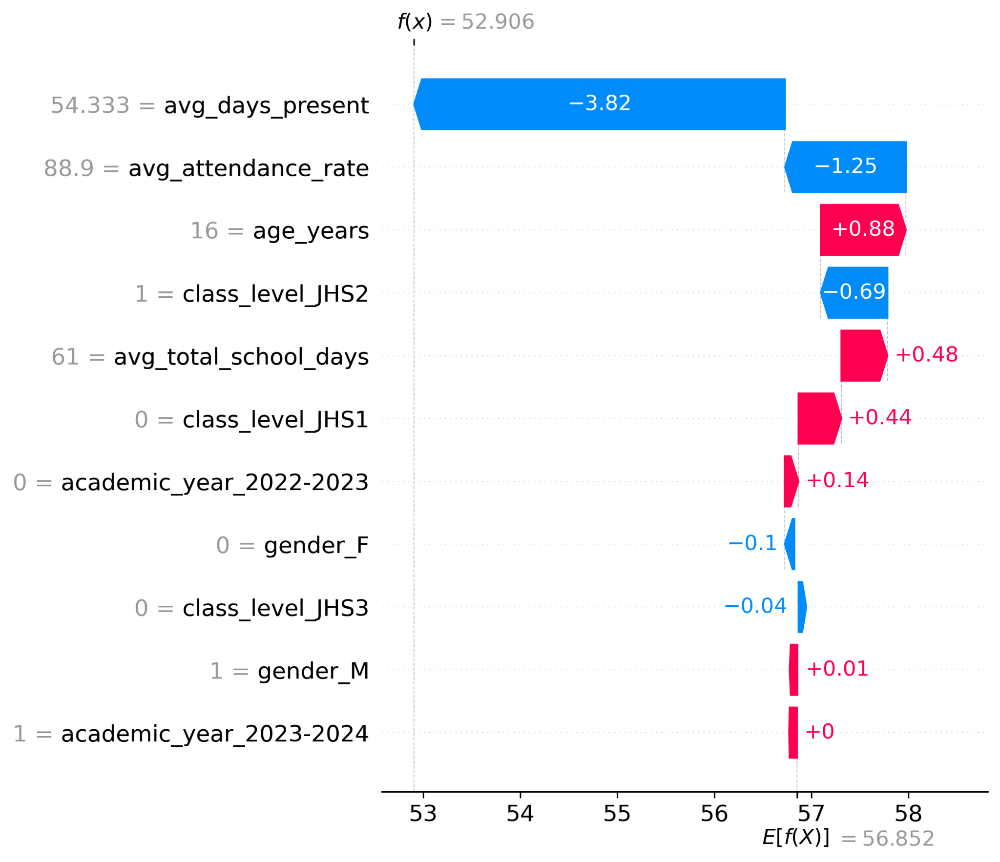 f(x) = 52.906
54.333 = avg_days_present −3.82
88.9 = avg_attendance_rate −1.25
16 = age_years +0.88
1 = class_level_JHS2 −0.69
61 = avg_total_school_days +0.48
0 = class_level_JHS1 +0.44
0 = academic_year_2022-2023 +0.14
0 = gender_F −0.1
0 = class_level_JHS3 −0.04
1 = gender_M +0.01
1 = academic_year_2023-2024 +0
53 54 55 56 57 58
E[f(X)] = 56.852